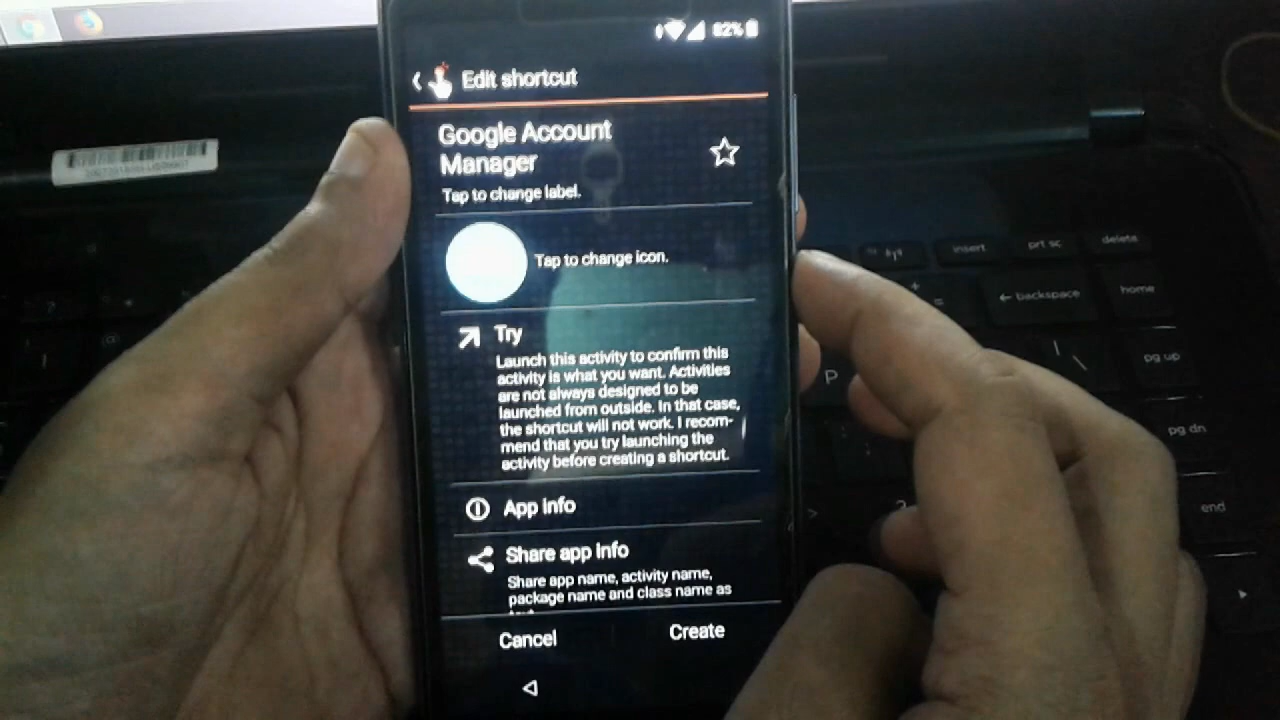 82%
Edit shortcut
Google Account
Manager
Tap to change label.
Tap to change icon.
Try
Launch this activity to confirm this
activity is what you want. Activities
are not always designed to be
launched from outside. In that case,
the shortcut will not work. I recom-
mend that you try launching the
activity before creating a shortcut.
App info
Share app info
Share app name, activity name,
package name and class name as
Cancel
Create
insert
prt sc
delete
backspace
home
P
pg up
pg dn
end